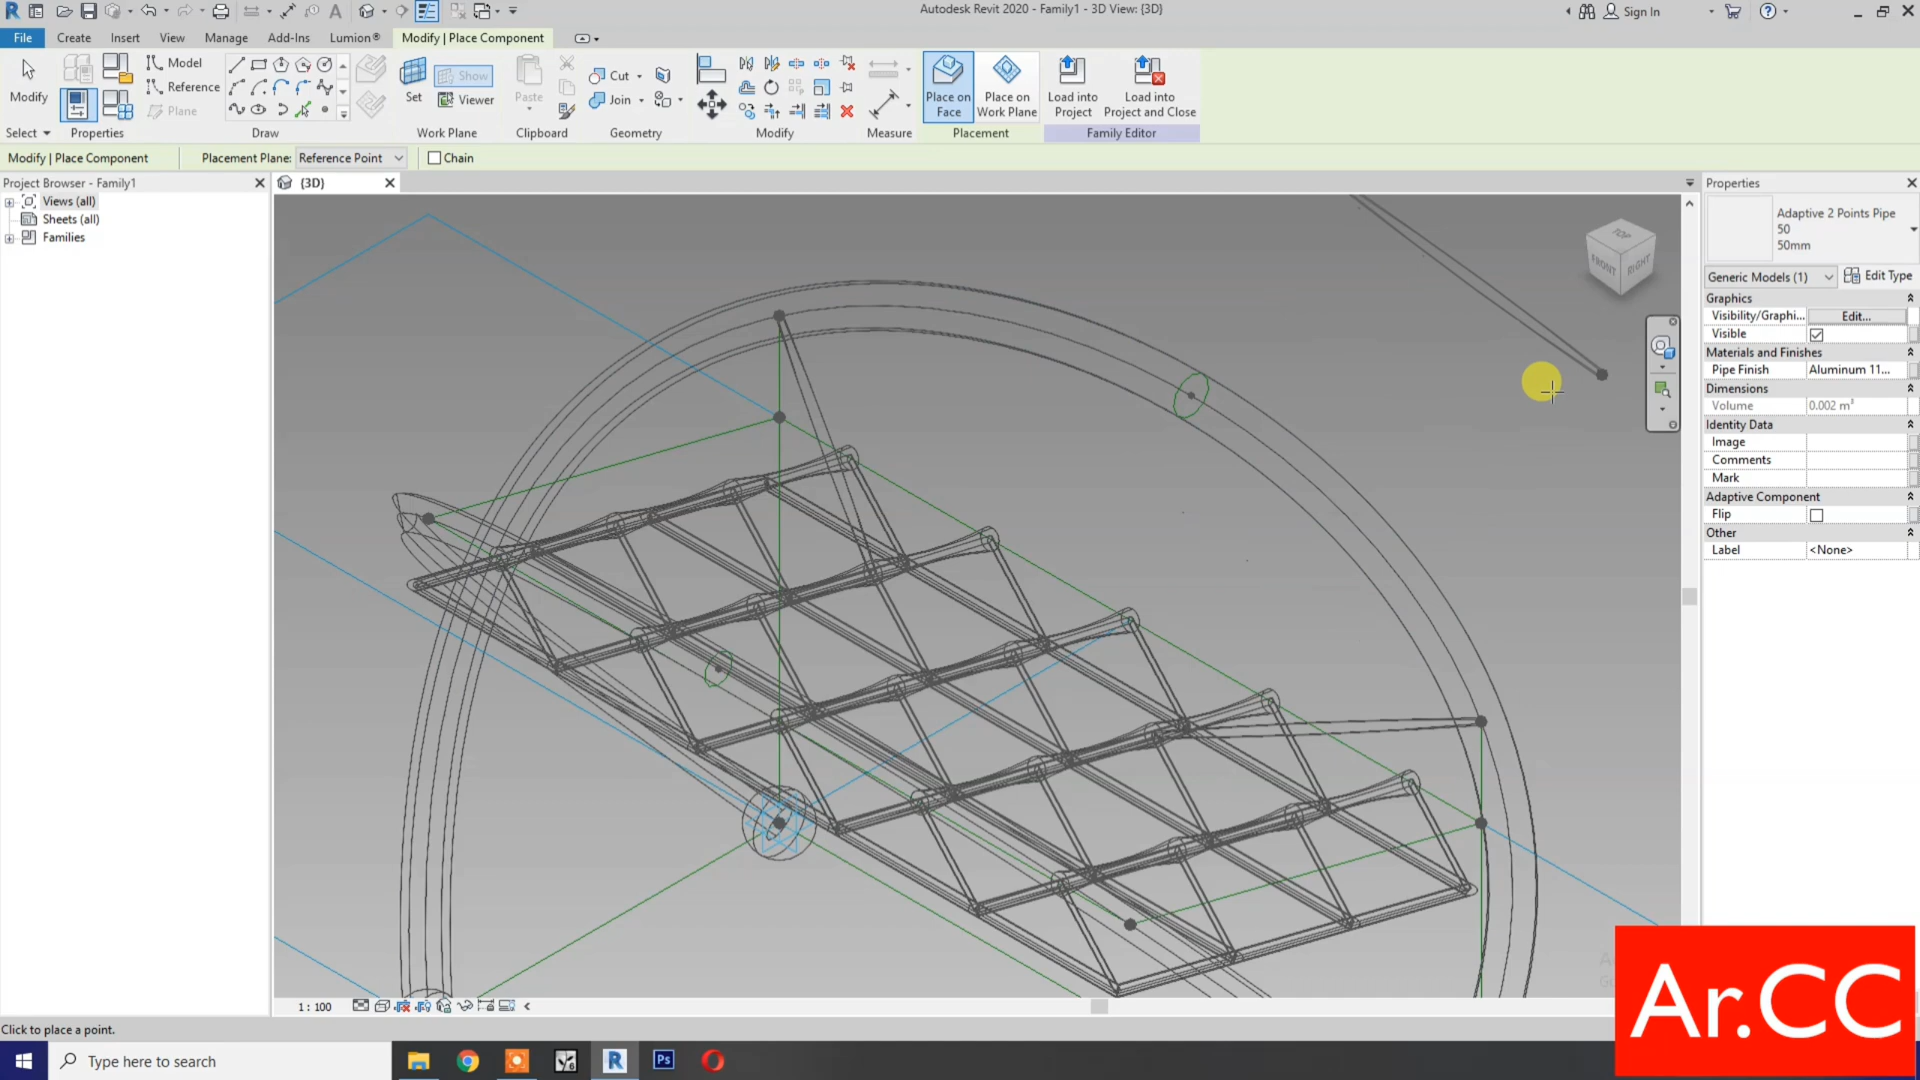 Autodesk Revit 2020 - Family1 - 3D View: {3D}
Sign In
File
Create
Insert
View
Manage
Add-Ins
Lumion®
Modify | Place Component
Modify
Select
Properties
Model
Reference
Plane
Draw
Set
Show
Viewer
Work Plane
Paste
Clipboard
Cut
Join
Geometry
Modify
Measure
Place on
Face
Place on
Work Plane
Placement
Load into
Project
Load into
Project and Close
Family Editor
Modify | Place Component
Placement Plane:
Reference Point
Chain
Project Browser - Family1
Views (all)
Sheets (all)
Families
{3D}
TOP
FRONT
RIGHT
Properties
Adaptive 2 Points Pipe
50
50mm
Generic Models (1)
Edit Type
Graphics
Visibility/Graphi...
Edit...
Visible
Materials and Finishes
Pipe Finish
Aluminum 11...
Dimensions
Volume
0.002 m³
Identity Data
Image
Comments
Mark
Adaptive Component
Flip
Other
Label
<None>
1 : 100
Click to place a point.
Type here to search
R
Ps
Ar.CC